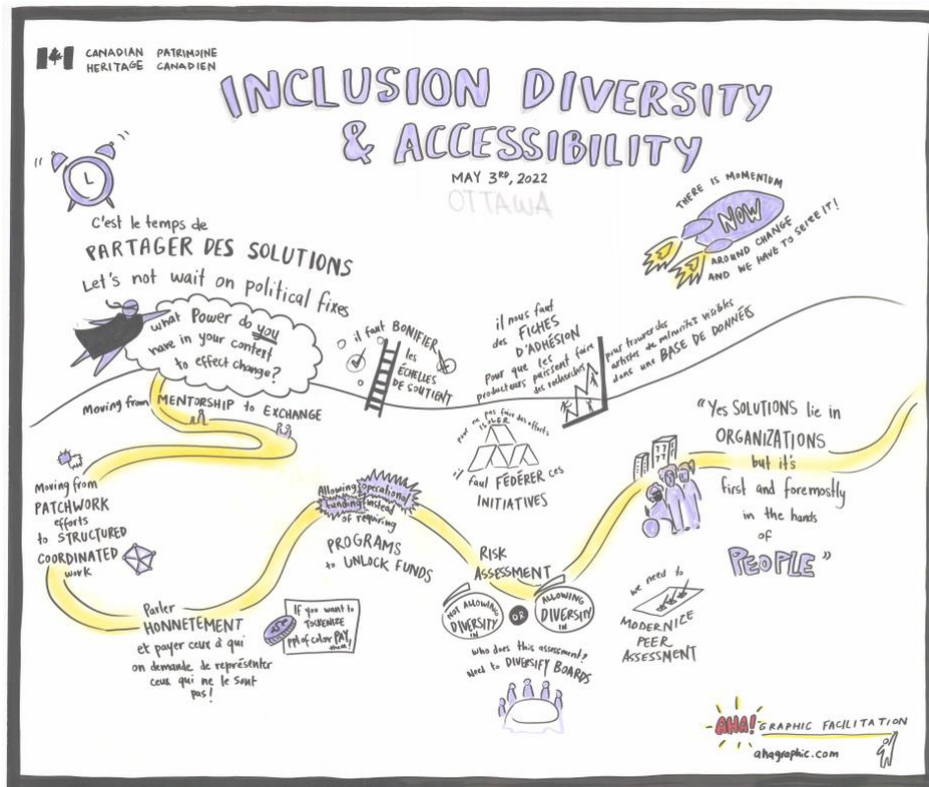 CANADIAN PATRIMOINE
HERITAGE CANADIEN
INCLUSION DIVERSITY
& ACCESSIBILITY
MAY 3RD, 2022
OTTAWA
C'est le temps de
PARTAGER DES SOLUTIONS
Let's not wait on political fixes
What Power do you
have in your context
to effect change?
THERE IS MOMENTUM
NOW
AROUND CHANGE
AND WE HAVE TO SEIZE IT!
il faut BONIFIER
les
ÉCHELLES
DE SOUTIENT
il nous faut
des FICHES
D'ADHÉSION
Pour que les
producteurs puissent faire
des recherches
pour trouver des
artistes de minorités visibles
dans une BASE DE DONNÉS
Moving from MENTORSHIP to EXCHANGE
Moving from
PATCHWORK
efforts
to STRUCTURED
COORDINATED
work
Pour ne pas faire des efforts
ISOLER
il faut FÉDÉRER ces
INITIATIVES
Allowing operational
funding instead
of requiring
PROGRAMS
to UNLOCK FUNDS
"Yes SOLUTIONS lie in
ORGANIZATIONS
but it's
first and foremostly
in the hands
of
PEOPLE"
Parler
HONNETEMENT
et payer ceux à qui
on demande de représenter
ceux qui ne le sont
pas!
If you want to
TOKENIZE
ppl of color PAY
them!
RISK
ASSESSMENT
NOT ALLOWING
DIVERSITY
IN
OR
ALLOWING
DIVERSITY
IN
who does this assessment?
Need to DIVERSIFY BOARDS
we need to
MODERNIZE
PEER
ASSESSMENT
AHA! GRAPHIC FACILITATION
ahagraphic.com